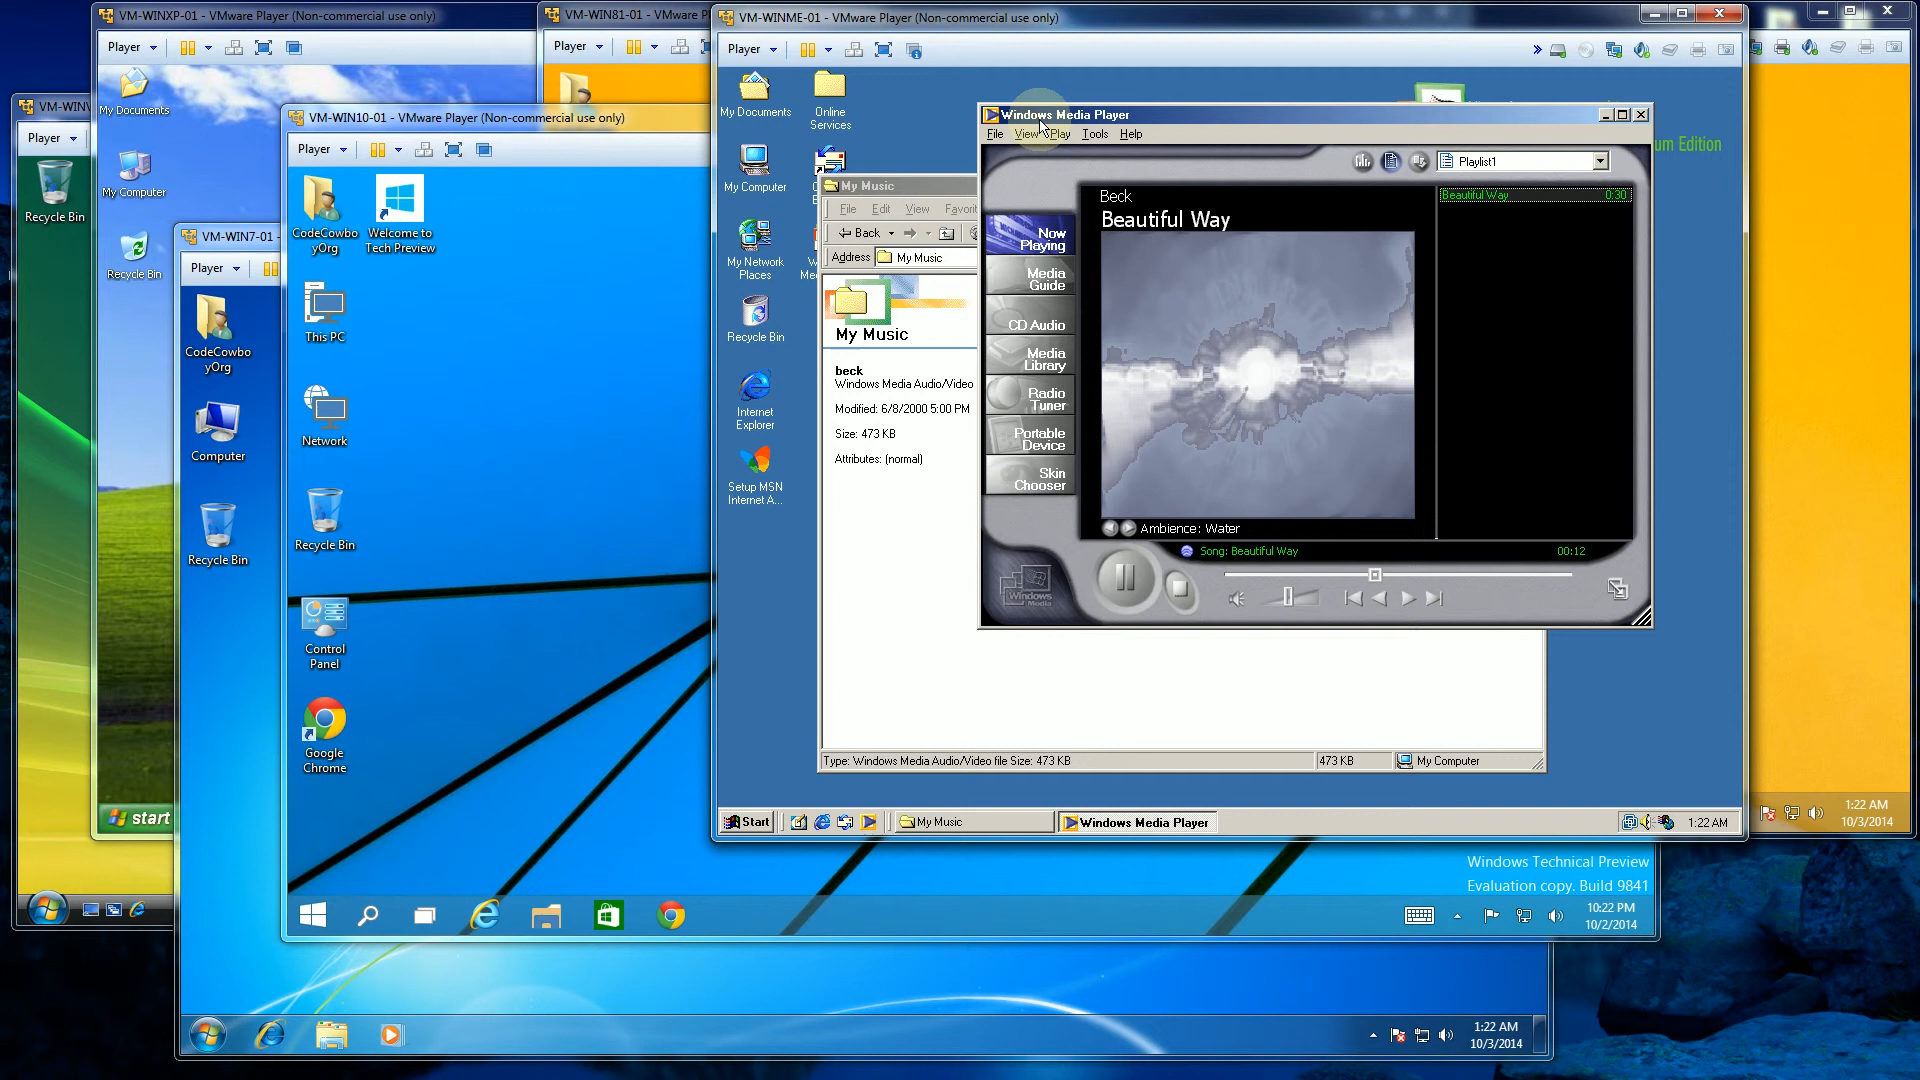 VM-WINXP-01 - VMware Player (Non-commercial use only)
Player
My Documents
My Computer
Recycle Bin
start
VM-WIN81-01 - VMware Pl
Player
VM-WINV
Player
Recycle Bin
VM-WIN7-01 -
Player
CodeCowbo
yOrg
Computer
Recycle Bin
1:22 AM
10/3/2014
VM-WIN10-01 - VMware Player (Non-commercial use only)
Player
CodeCowbo
yOrg
Welcome to
Tech Preview
This PC
Network
Recycle Bin
Control
Panel
Google
Chrome
Windows Technical Preview
Evaluation copy. Build 9841
10:22 PM
10/2/2014
VM-WINME-01 - VMware Player (Non-commercial use only)
Player
My Documents
Online
Services
My Computer
My Network
Places
Recycle Bin
Internet
Explorer
Setup MSN
Internet A...
um Edition
My Music
File Edit View Favorit
Back
Address My Music
My Music
beck
Windows Media Audio/Video
Modified: 6/8/2000 5:00 PM
Size: 473 KB
Attributes: (normal)
Type: Windows Media Audio/Video file Size: 473 KB
473 KB
My Computer
Windows Media Player
File View Play Tools Help
Playlist1
Beck
Beautiful Way
Beautiful Way 0:30
Now
Playing
Media
Guide
CD Audio
Media
Library
Radio
Tuner
Portable
Device
Skin
Chooser
Ambience: Water
Song: Beautiful Way 00:12
Windows Media
Start
My Music
Windows Media Player
1:22 AM
1:22 AM
10/3/2014